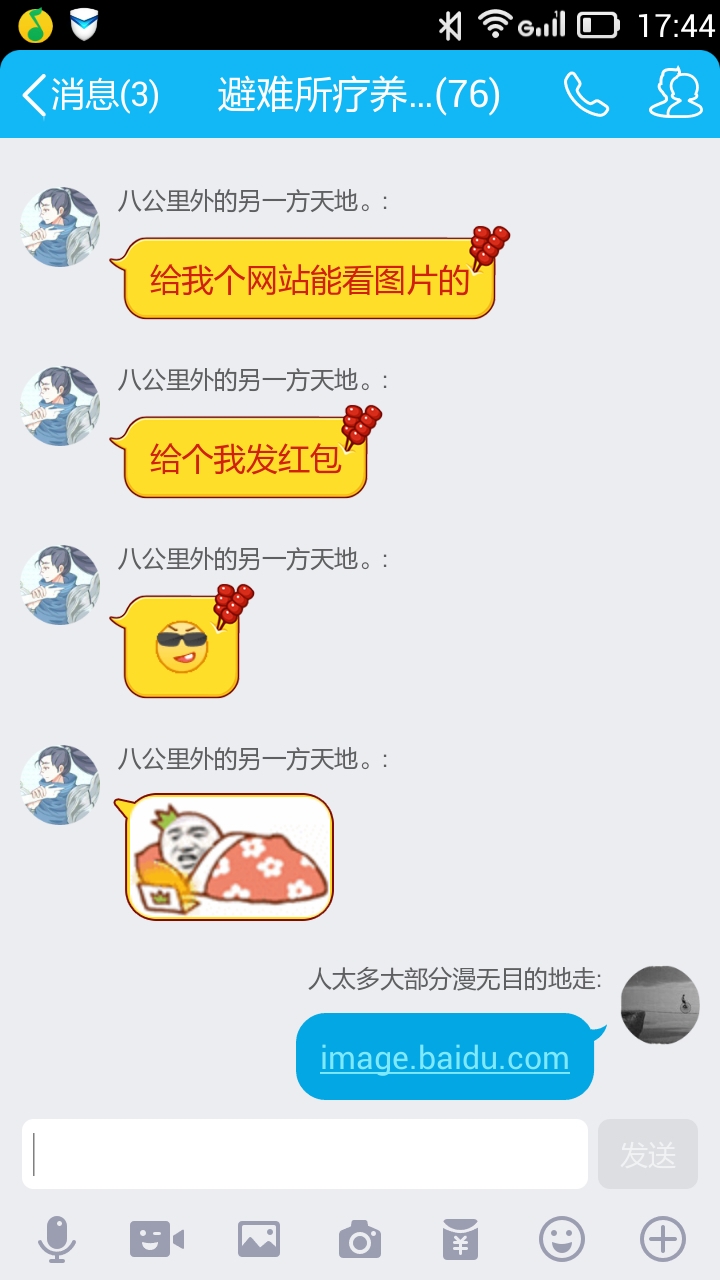 17:44
消息(3)
避难所疗养...(76)
八公里外的另一方天地。:
给我个网站能看图片的
八公里外的另一方天地。:
给个我发红包
八公里外的另一方天地。:
八公里外的另一方天地。:
人太多大部分漫无目的地走:
image.baidu.com
发送